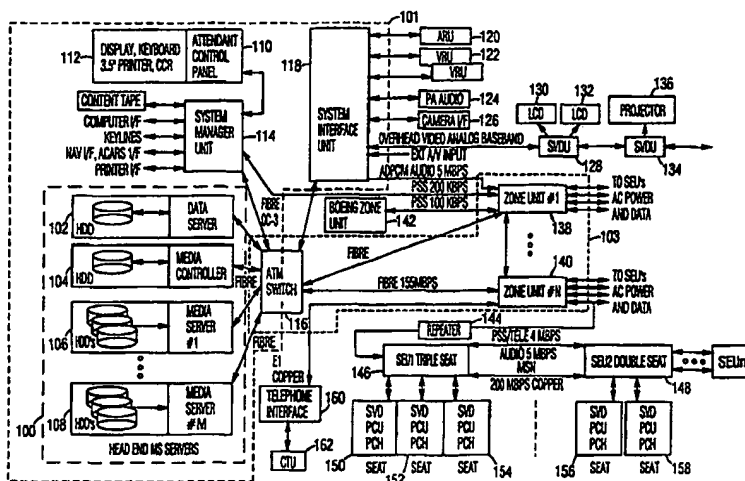 101
112
DISPLAY, KEYBOARD
3.5" PRINTER, CCR
ATTENDANT
CONTROL
PANEL
110
118
SYSTEM
INTERFACE
UNIT
ARU
120
VRU
122
VRU
PA AUDIO
124
CAMERA I/F
126
130
LCD
132
LCD
136
PROJECTOR
CONTENT TAPE
COMPUTER I/F
KEYLINES
NAV I/F, ACARS I/F
PRINTER I/F
SYSTEM
MANAGER
UNIT
114
OVERHEAD VIDEO ANALOG BASEBAND
EXT A/V INPUT
SVDU
128
SVDU
134
ADPCM AUDIO 5 MBPS
PSS 200 KBPS
PSS 100 KBPS
FIBRE
OC-3
BOEING ZONE
UNIT
142
ZONE UNIT #1
138
TO SEU's
AC POWER
AND DATA
103
102
HDD
DATA
SERVER
104
HDD
MEDIA
CONTROLLER
FIBRE
ATM
SWITCH
116
FIBRE
FIBRE 155MBPS
140
ZONE UNIT #N
TO SEU's
AC POWER
AND DATA
106
HDD's
MEDIA
SERVER
#1
FIBRE
144
REPEATER
PSS/TELE 4 MBPS
AUDIO 5 MBPS
MSN
200 MBPS COPPER
146
SEU1 TRIPLE SEAT
SEU2 DOUBLE SEAT
148
SEUn
100
108
HDD's
MEDIA
SERVER
#M
HEAD END MS SERVERS
E1
COPPER
TELEPHONE
INTERFACE
160
CTU
162
SVD
PCU
PCH
SVD
PCU
PCH
SVD
PCU
PCH
150
SEAT
152
SEAT
154
SEAT
SVD
PCU
PCH
SVD
PCU
PCH
156
SEAT
SEAT
158